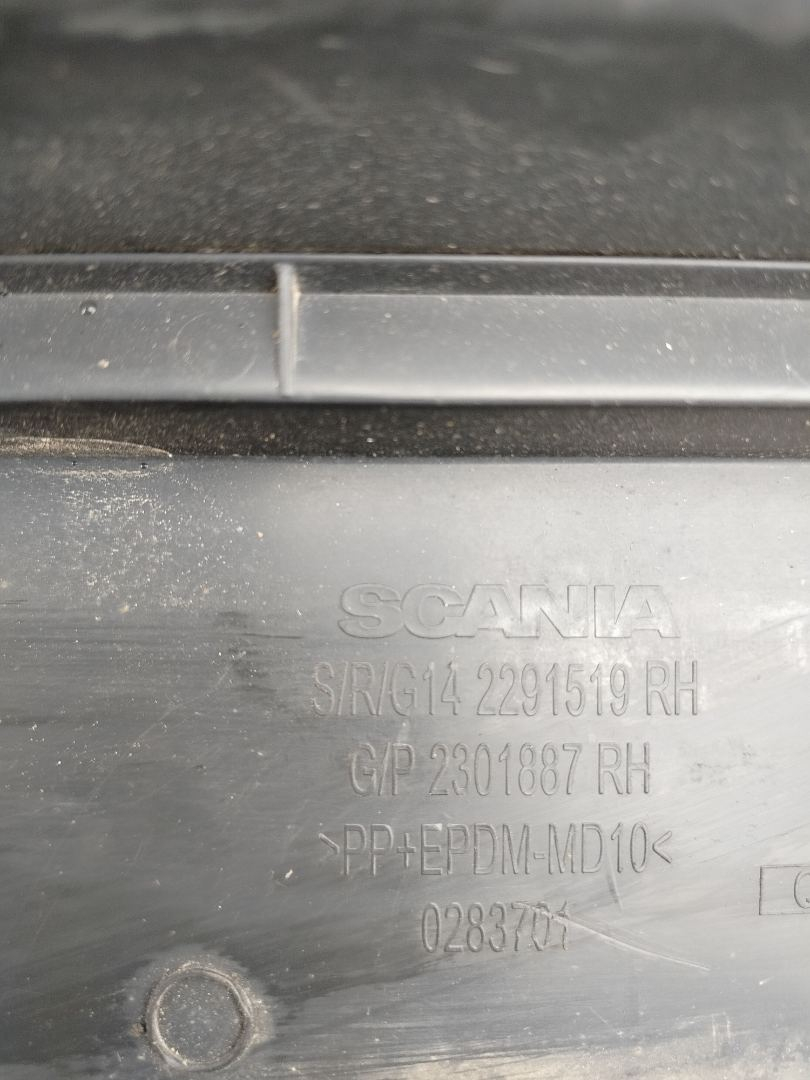 SCANIA
S/R/G14 2291519 RH
G/P 2301887 RH
>PP+EPDM-MD10<
0283701